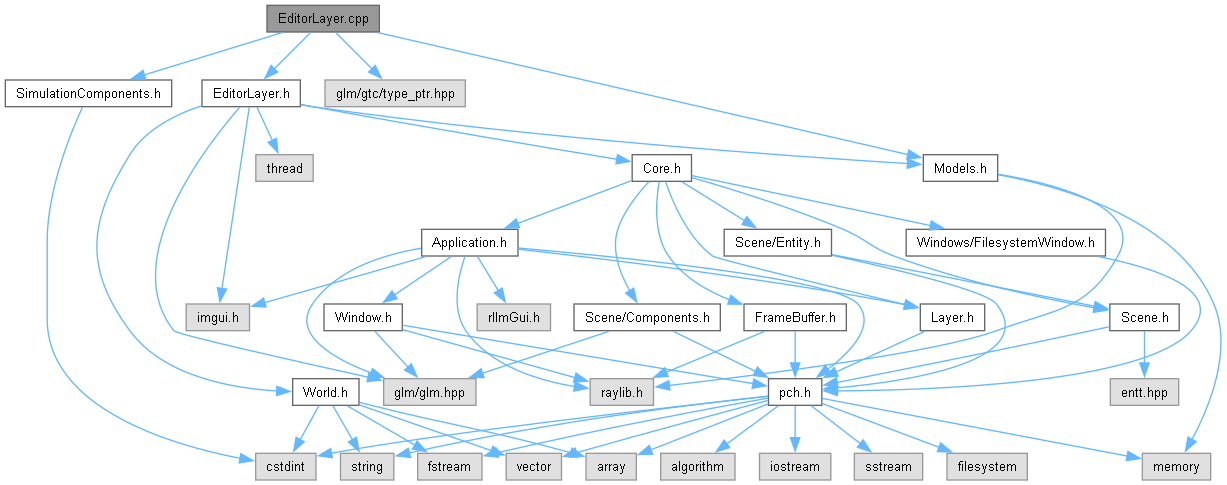 EditorLayer.cpp
SimulationComponents.h
EditorLayer.h
glm/gtc/type_ptr.hpp
thread
Core.h
Models.h
Application.h
Scene/Entity.h
Windows/FilesystemWindow.h
imgui.h
Window.h
rlImGui.h
Scene/Components.h
FrameBuffer.h
Layer.h
Scene.h
World.h
glm/glm.hpp
raylib.h
pch.h
entt.hpp
cstdint
string
fstream
vector
array
algorithm
iostream
sstream
filesystem
memory